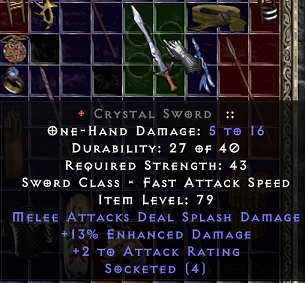 + Crystal Sword ::
One-Hand Damage: 5 to 16
Durability: 27 of 40
Required Strength: 43
Sword Class - Fast Attack Speed
Item Level: 79
Melee Attacks Deal Splash Damage
+13% Enhanced Damage
+2 to Attack Rating
Socketed (4)